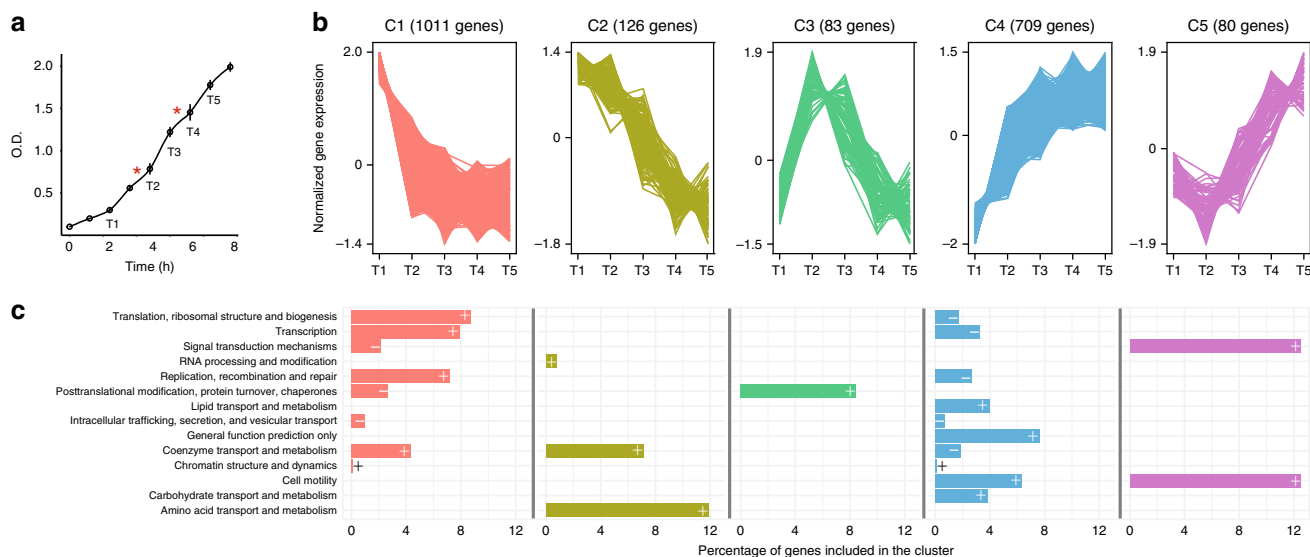 a
O.D.
2.0
1.5
1.0
0.5
*
*
T1
T2
T3
T4
T5
0 2 4 6 8
Time (h)
b
Normalized gene expression
C1 (1011 genes)
2.0
0
−1.4
T1 T2 T3 T4 T5
C2 (126 genes)
1.4
0
−1.8
T1 T2 T3 T4 T5
C3 (83 genes)
1.9
0
−1.5
T1 T2 T3 T4 T5
C4 (709 genes)
1.5
0
−2
T1 T2 T3 T4 T5
C5 (80 genes)
1.9
0
−1.9
T1 T2 T3 T4 T5
c
Translation, ribosomal structure and biogenesis + −
Transcription + −
Signal transduction mechanisms − +
RNA processing and modification +
Replication, recombination and repair + −
Posttranslational modification, protein turnover, chaperones − +
Lipid transport and metabolism +
Intracellular trafficking, secretion, and vesicular transport − −
General function prediction only +
Coenzyme transport and metabolism + + −
Chromatin structure and dynamics + +
Cell motility + +
Carbohydrate transport and metabolism +
Amino acid transport and metabolism +
0 4 8 12 0 4 8 12 0 4 8 12 0 4 8 12 0 4 8 12
Percentage of genes included in the cluster